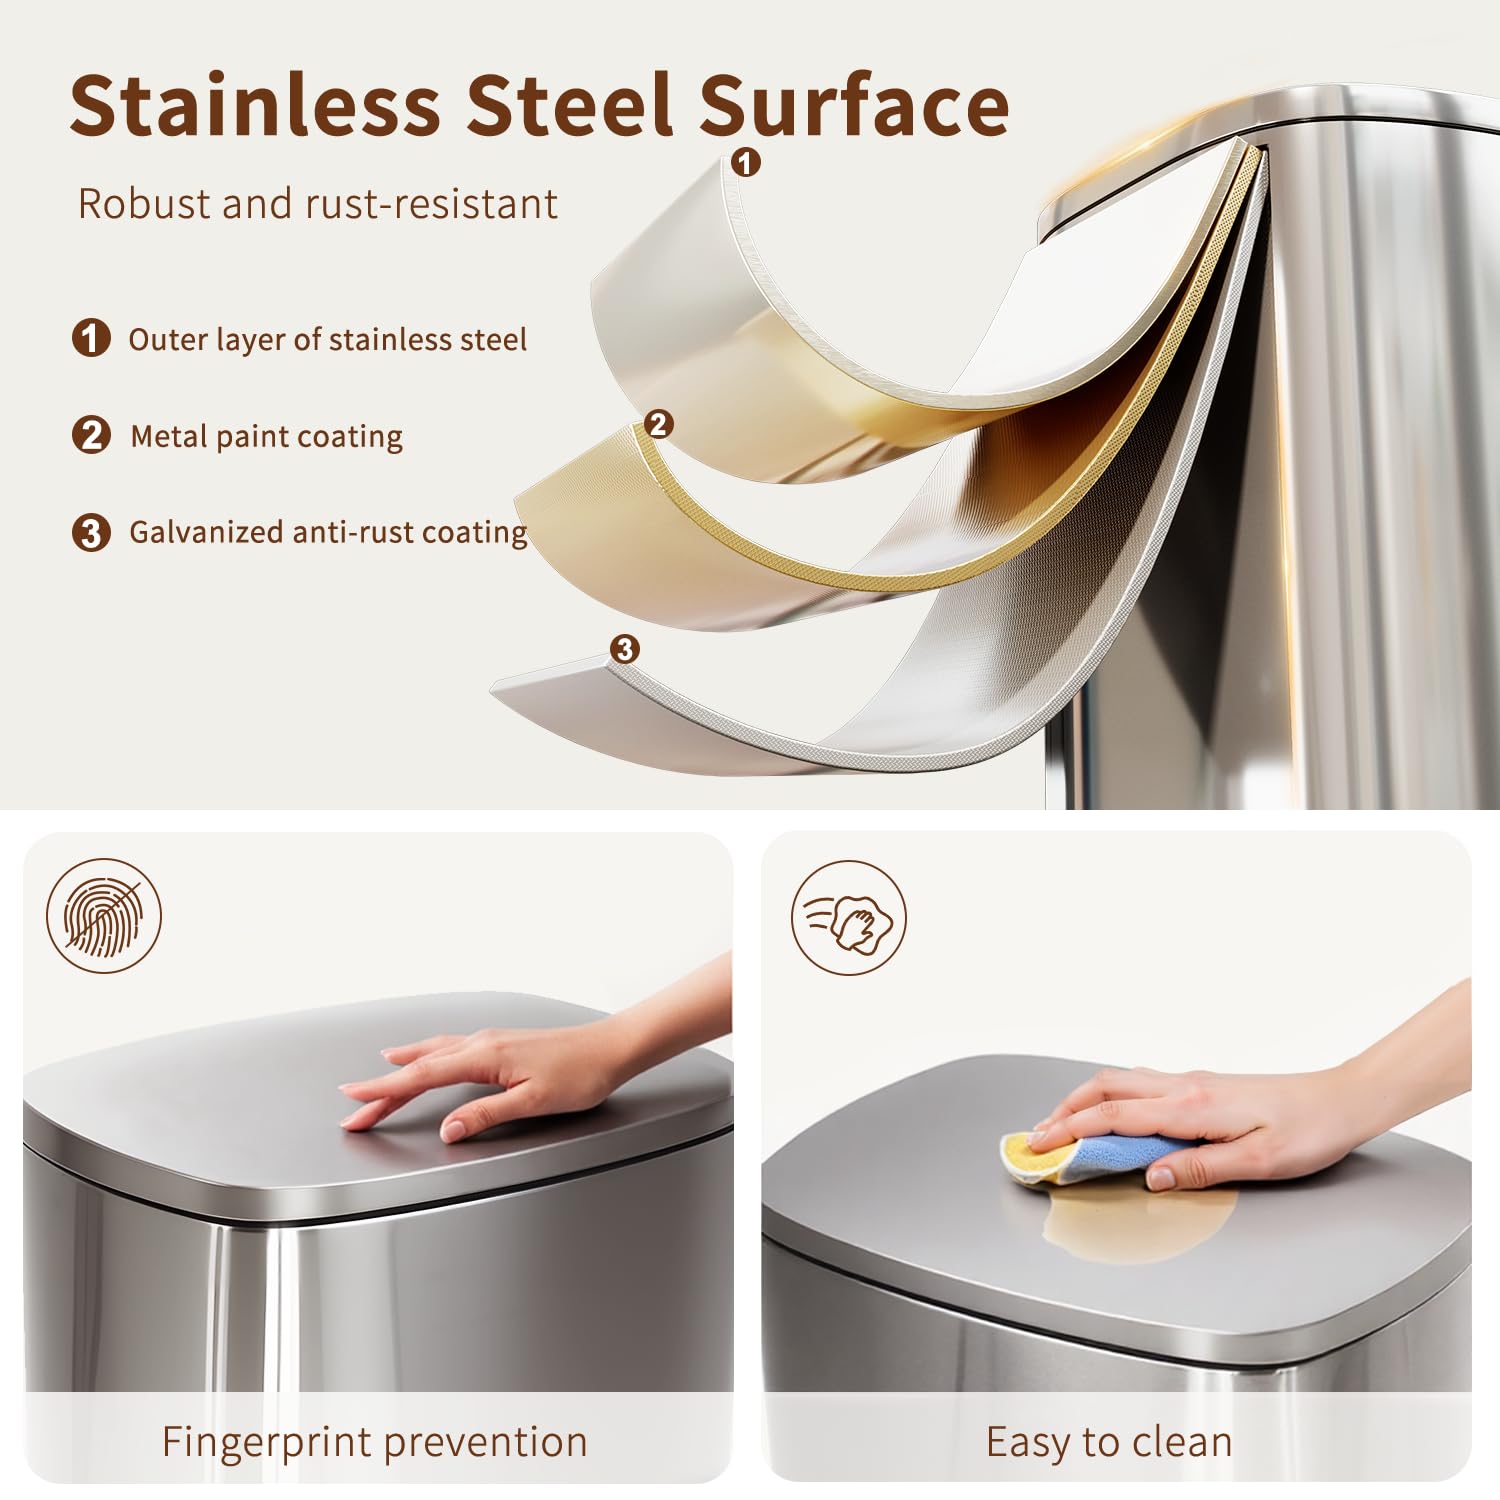 Stainless Steel Surface
Robust and rust-resistant
1 Outer layer of stainless steel
2 Metal paint coating
3 Galvanized anti-rust coating
1
2
3
Fingerprint prevention
Easy to clean